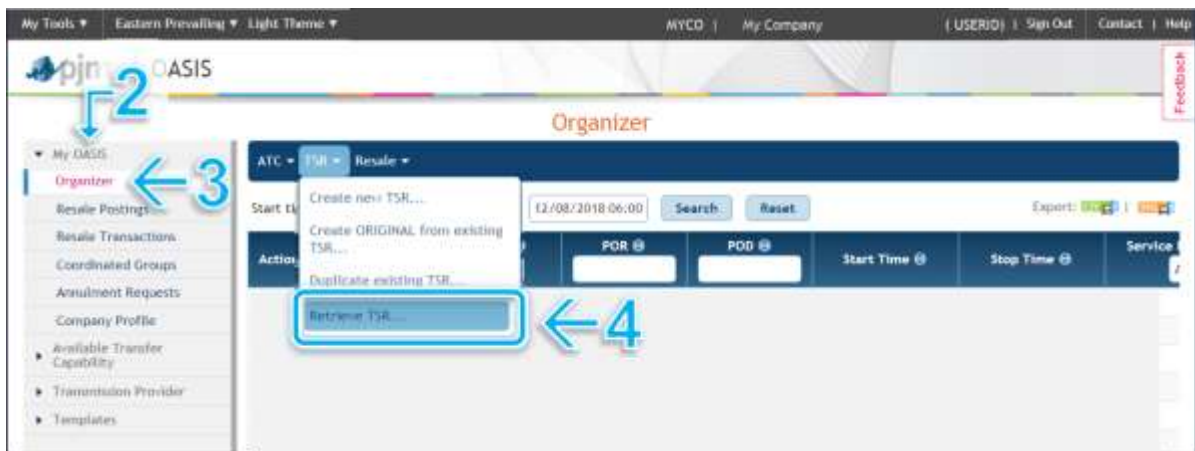 My Tools ▼ Eastern Prevailing ▼ Light Theme ▼ MYCO | My Company (USERID) | Sign Out Contact | Help
pjm OASIS
Feedback
2
Organizer
My OASIS
Organizer
3
Resale Postings
Resale Transactions
Coordinated Groups
Annulment Requests
Company Profile
Available Transfer
Capability
Transmission Provider
Templates
ATC TSR Resale
Create new TSR...
Create ORIGINAL from existing
TSR...
Duplicate existing TSR...
Retrieve TSR...
4
Start 12/08/2018 06:00 Search Reset Export: |
Action POR POD Start Time Stop Time Service